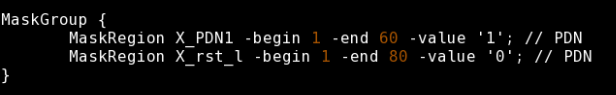 MaskGroup {
        MaskRegion X_PDN1 -begin 1 -end 60 -value '1'; // PDN
        MaskRegion X_rst_l -begin 1 -end 80 -value '0'; // PDN
}